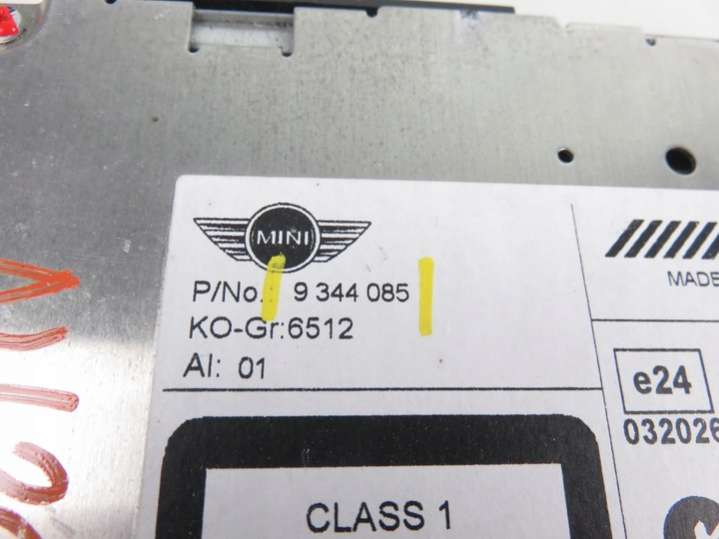 MINI
P/No.: 9 344 085
KO-Gr:6512
AI: 01
CLASS 1
MADE
e24
032026